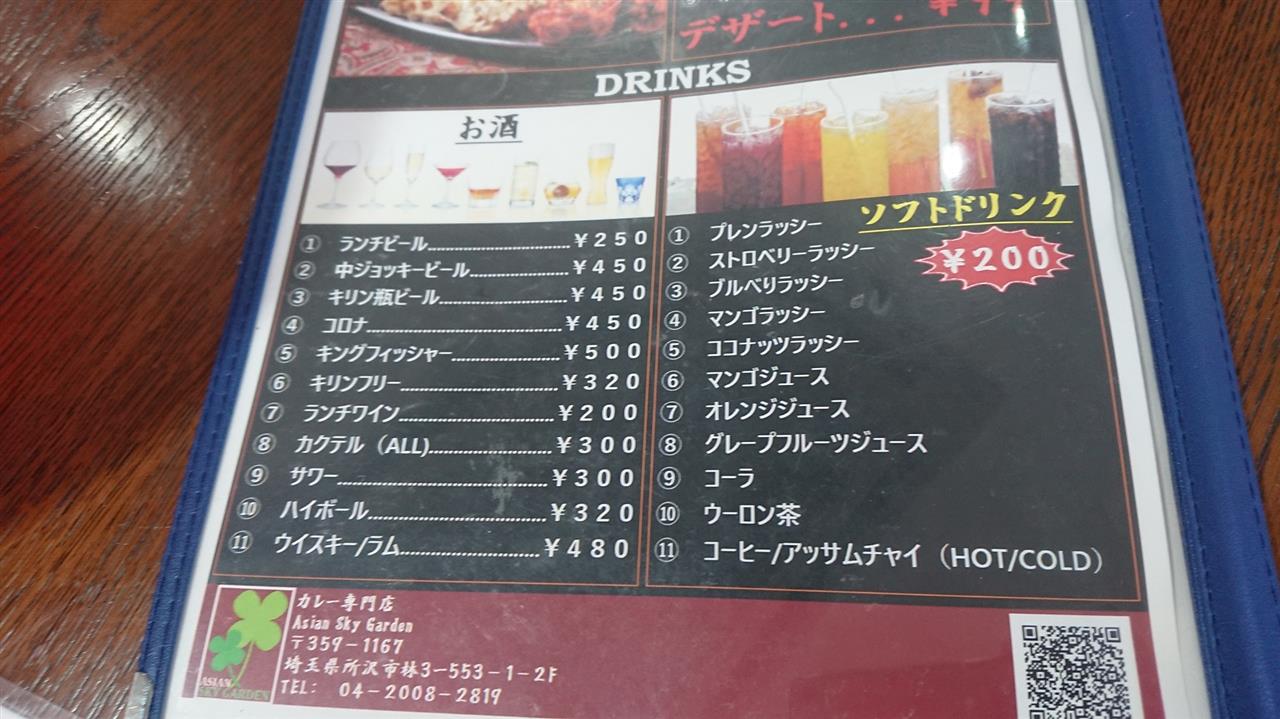 デザート...
DRINKS
お酒
① ランチビール ¥250
② 中ジョッキービール ¥450
③ キリン瓶ビール ¥450
④ コロナ ¥450
⑤ キングフィッシャー ¥500
⑥ キリンフリー ¥320
⑦ ランチワイン ¥200
⑧ カクテル（ALL) ¥300
⑨ サワー ¥300
⑩ ハイボール ¥320
⑪ ウイスキー/ラム ¥480
ソフトドリンク
¥200
① プレンラッシー
② ストロベリーラッシー
③ ブルべりラッシー
④ マンゴラッシー
⑤ ココナッツラッシー
⑥ マンゴジュース
⑦ オレンジジュース
⑧ グレープフルーツジュース
⑨ コーラ
⑩ ウーロン茶
⑪ コーヒー/アッサムチャイ（HOT/COLD）
カレー専門店
Asian Sky Garden
〒359-1167
埼玉県所沢市林3-553-1-2F
TEL: 04-2008-2819
ASIAN
SKY GARDEN